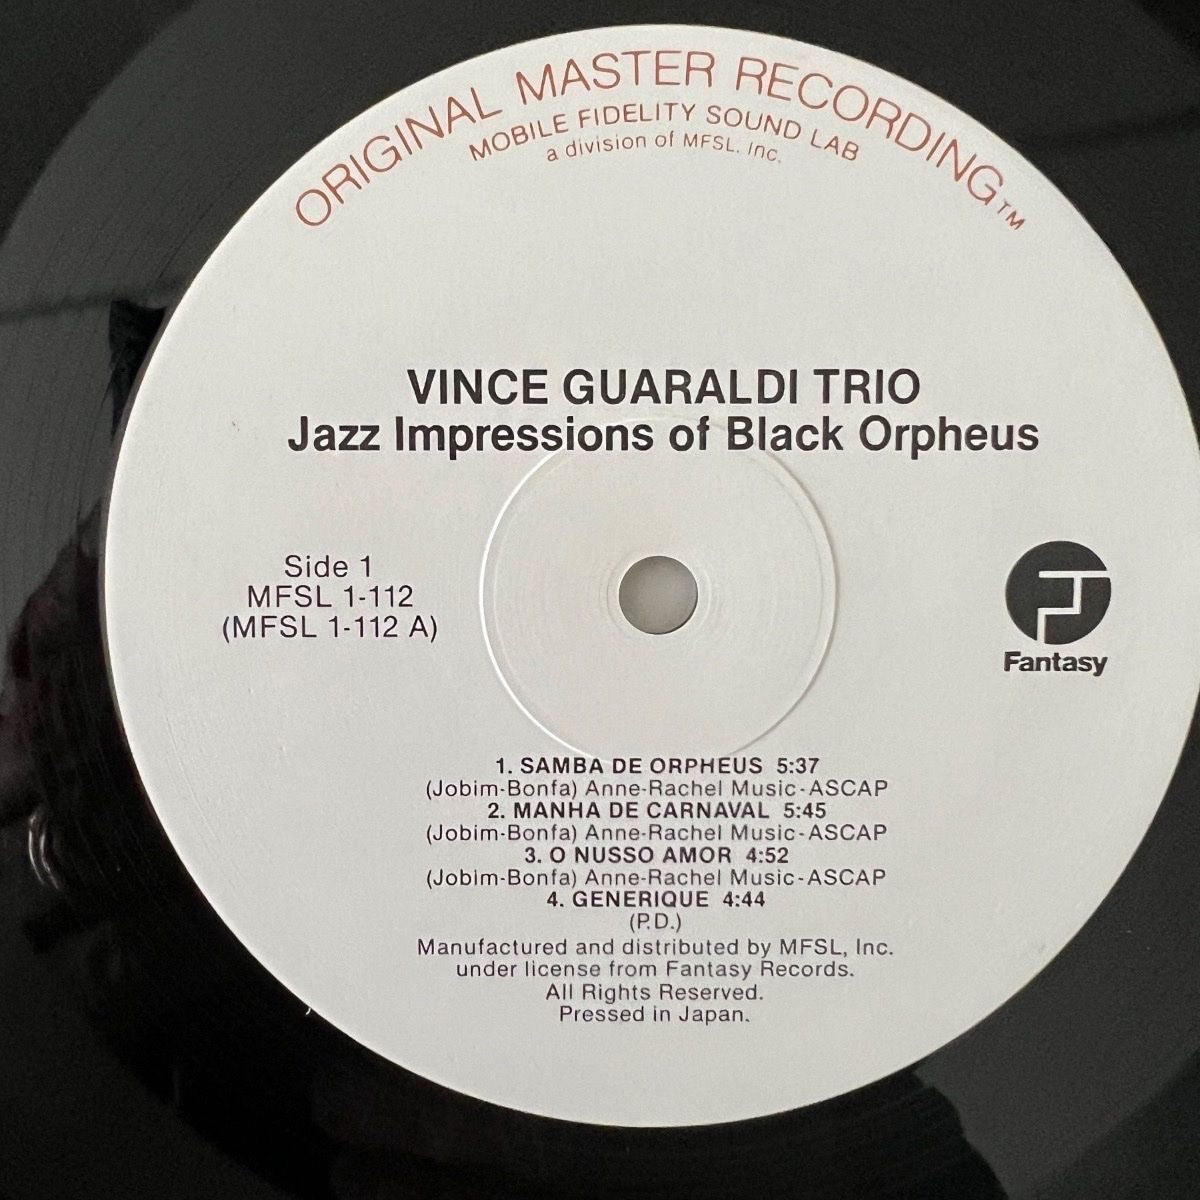 ORIGINAL MASTER RECORDING™
MOBILE FIDELITY SOUND LAB
a division of MFSL, Inc.
VINCE GUARALDI TRIO
Jazz Impressions of Black Orpheus
Side 1
MFSL 1-112
(MFSL 1-112 A)
Fantasy
1. SAMBA DE ORPHEUS 5:37
(Jobim-Bonfa) Anne-Rachel Music-ASCAP
2. MANHA DE CARNAVAL 5:45
(Jobim-Bonfa) Anne-Rachel Music-ASCAP
3. O NUSSO AMOR 4:52
(Jobim-Bonfa) Anne-Rachel Music-ASCAP
4. GENERIQUE 4:44
(P.D.)
Manufactured and distributed by MFSL, Inc.
under license from Fantasy Records.
All Rights Reserved.
Pressed in Japan.